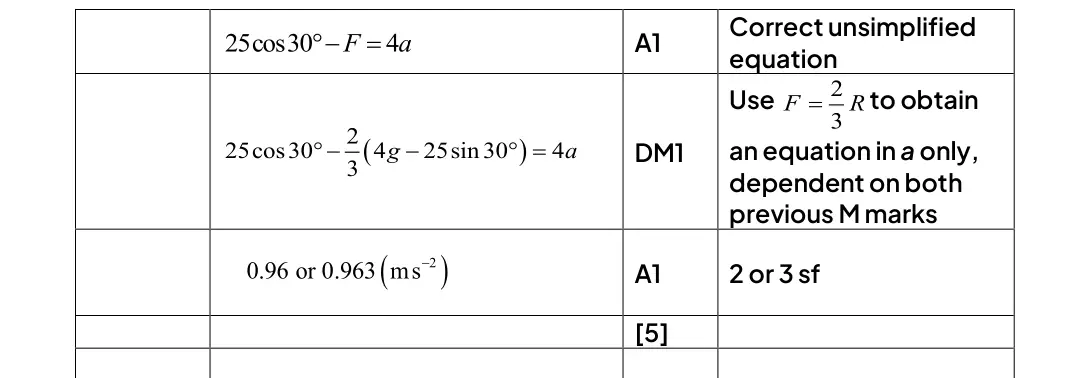 25cos30° – F = 4a
A1
Correct unsimplified
equation
25cos30° – 2/3(4g – 25sin30°) = 4a
DM1
Use F = 2/3 R to obtain
an equation in a only,
dependent on both
previous M marks
0.96 or 0.963 (m s⁻²)
A1
2 or 3 sf
[5]